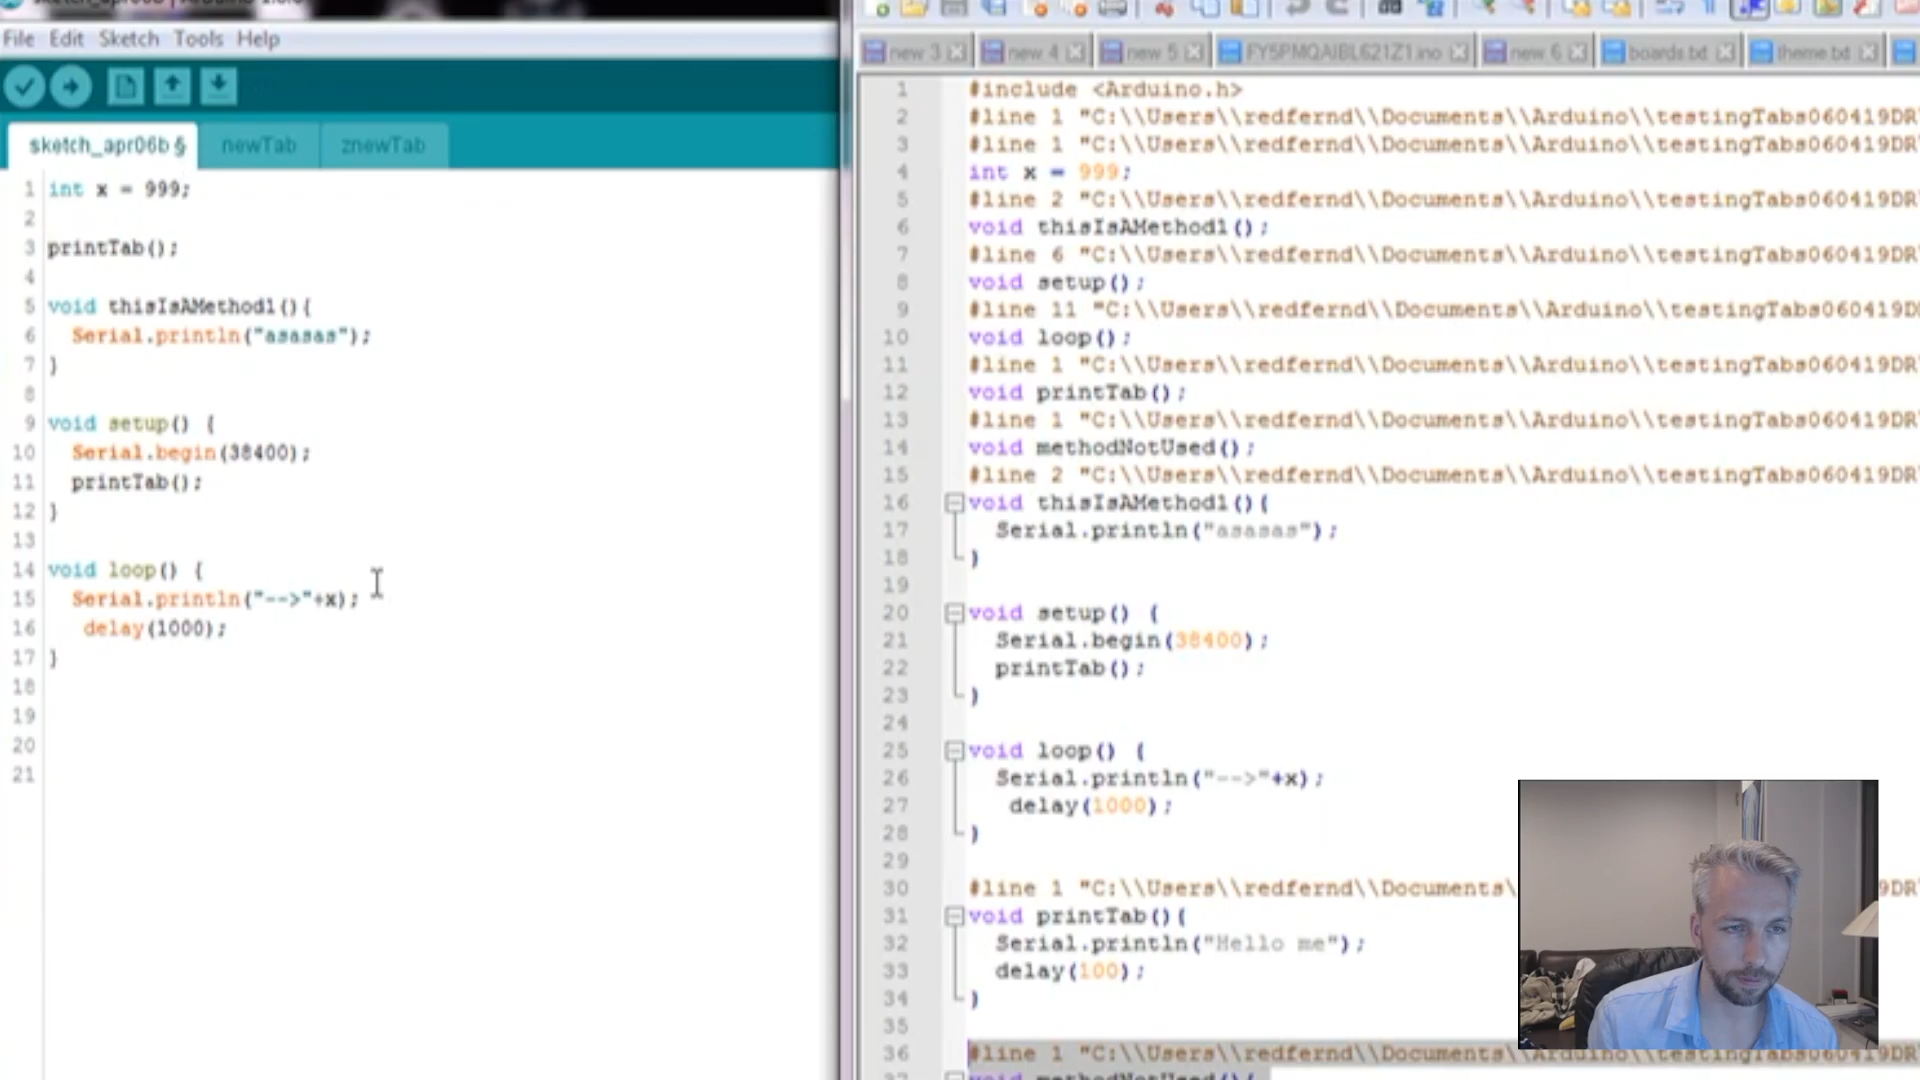 File Edit Sketch Tools Help
sketch_apr06b § newTab znewTab
1 int x = 999;
2
3 printTab();
4
5 void thisIsAMethod1(){
6 Serial.println("asasas");
7 }
8
9 void setup() {
10 Serial.begin(38400);
11 printTab();
12 }
13
14 void loop() {
15 Serial.println("-->"+x);
16 delay(1000);
17 }
18
19
20
21
new 3 new 4 new 5 FY5PMQAIBL621Z1.ino new 6 boards.txt theme.txt
1 #include <Arduino.h>
2 #line 1 "C:\\Users\\redfernd\\Documents\\Arduino\\testingTabs060419DR
3 #line 1 "C:\\Users\\redfernd\\Documents\\Arduino\\testingTabs060419DR
4 int x = 999;
5 #line 2 "C:\\Users\\redfernd\\Documents\\Arduino\\testingTabs060419DR
6 void thisIsAMethod1();
7 #line 6 "C:\\Users\\redfernd\\Documents\\Arduino\\testingTabs060419DR
8 void setup();
9 #line 11 "C:\\Users\\redfernd\\Documents\\Arduino\\testingTabs060419D
10 void loop();
11 #line 1 "C:\\Users\\redfernd\\Documents\\Arduino\\testingTabs060419DR
12 void printTab();
13 #line 1 "C:\\Users\\redfernd\\Documents\\Arduino\\testingTabs060419DR
14 void methodNotUsed();
15 #line 2 "C:\\Users\\redfernd\\Documents\\Arduino\\testingTabs060419DR
16 void thisIsAMethod1(){
17 Serial.println("asasas");
18 }
19
20 void setup() {
21 Serial.begin(38400);
22 printTab();
23 }
24
25 void loop() {
26 Serial.println("-->"+x);
27 delay(1000);
28 }
29
30 #line 1 "C:\\Users\\redfernd\\Documents\ 9DR
31 void printTab(){
32 Serial.println("Hello me");
33 delay(100);
34 }
35
36 #line 1 "C:\\Users\\redfernd\\Documents\\Arduino\\testingTabs060419DR
37 void methodNotUsed(){